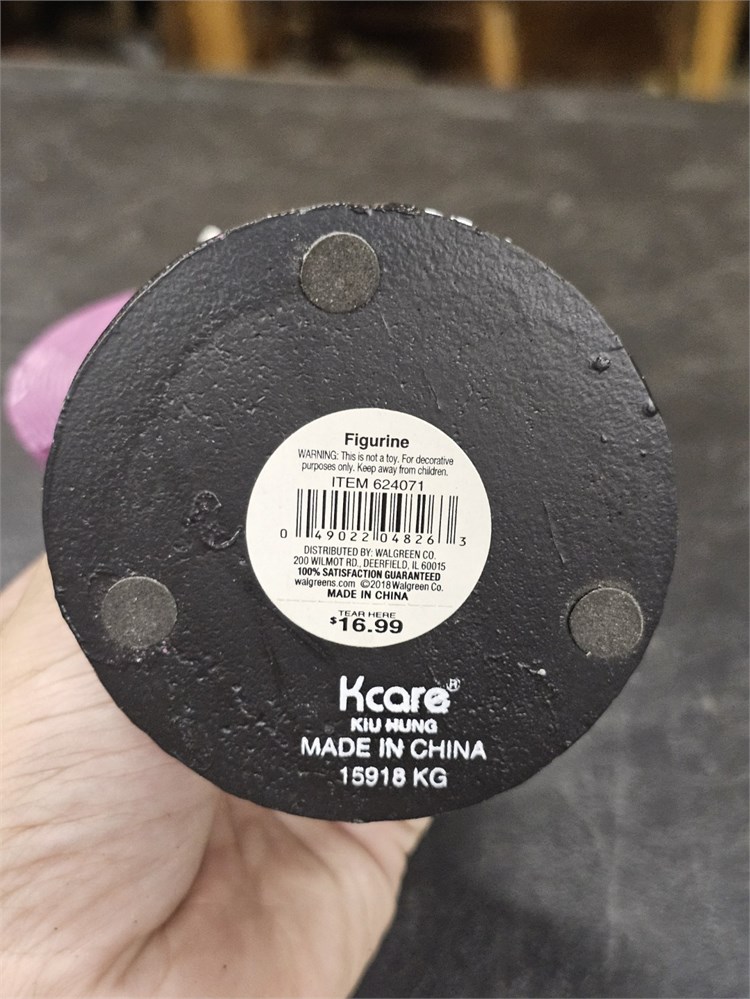 Figurine
WARNING: This is not a toy. For decorative
purposes only. Keep away from children.
ITEM 624071
0 49022 04826 3
DISTRIBUTED BY: WALGREEN CO.
200 WILMOT RD., DEERFIELD, IL 60015
100% SATISFACTION GUARANTEED
walgreens.com ©2018 Walgreen Co.
MADE IN CHINA
TEAR HERE
$16.99
Kcare®
KIU HUNG
MADE IN CHINA
15918 KG